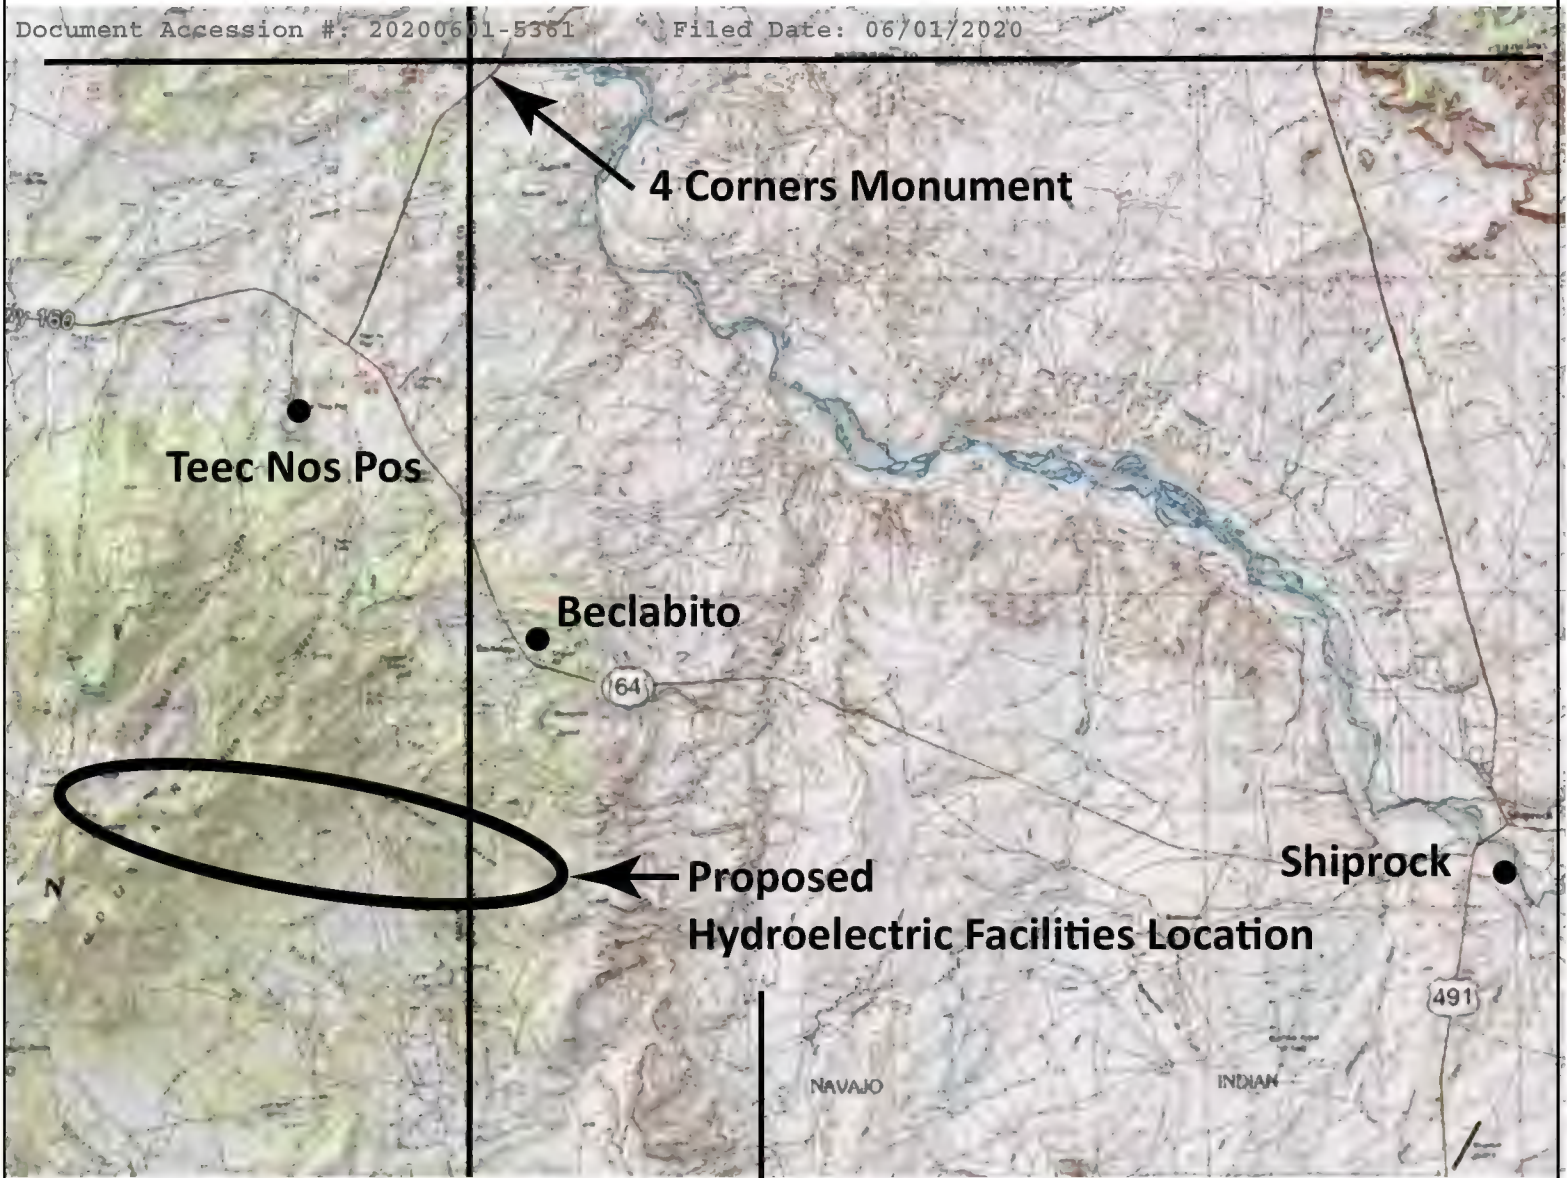 Document Accession #: 20200601-5361 Filed Date: 06/01/2020
4 Corners Monument
Teec Nos Pos
Beclabito
64
Proposed
Hydroelectric Facilities Location
Shiprock
491
N
NAVAJO
INDIAN